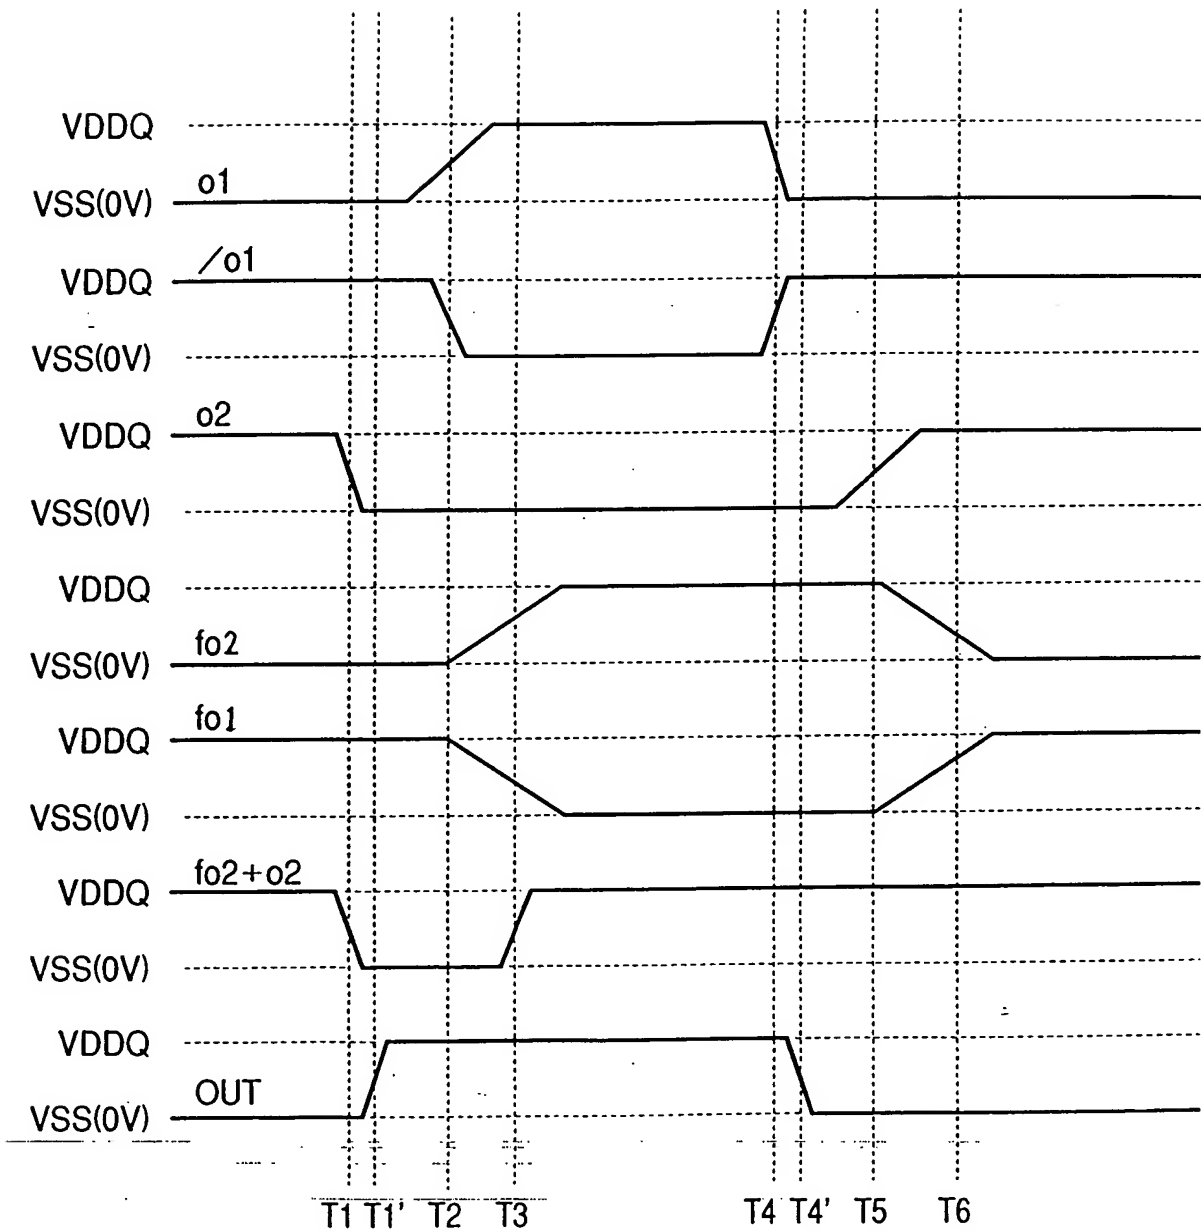 VDDQ
o1
VSS(0V)
/o1
VDDQ
VSS(0V)
o2
VDDQ
VSS(0V)
VDDQ
fo2
VSS(0V)
fo1
VDDQ
VSS(0V)
fo2+o2
VDDQ
VSS(0V)
VDDQ
OUT
VSS(0V)
T1 T1' T2 T3 T4 T4' T5 T6